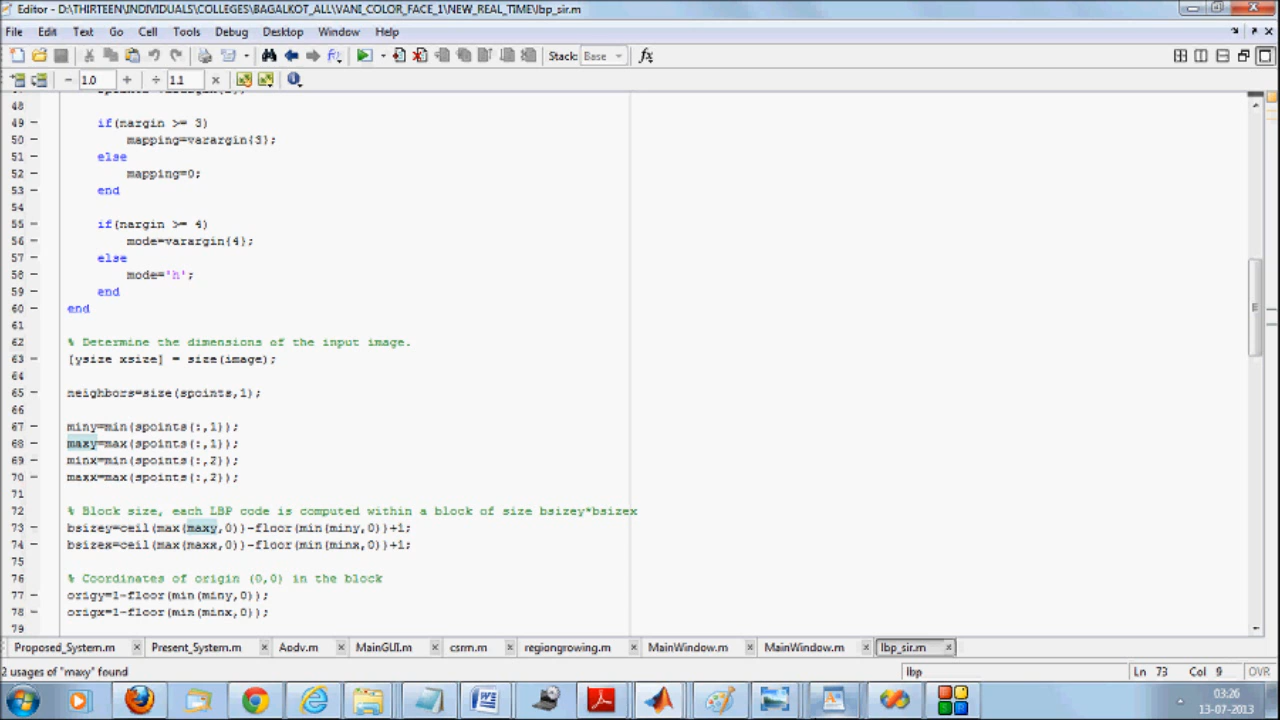 Editor - D:\THIRTEEN\INDIVIDUALS\COLLEGES\BAGALKOT_ALL\VANI_COLOR_FACE_1\NEW_REAL_TIME\lbp_sir.m
File Edit Text Go Cell Tools Debug Desktop Window Help
Stack: Base fx
− 1.0 + ÷ 1.1 ×
48
49 − if(nargin >= 3)
50 − mapping=varargin{3};
51 − else
52 − mapping=0;
53 − end
54
55 − if(nargin >= 4)
56 − mode=varargin{4};
57 − else
58 − mode='h';
59 − end
60 − end
61
62 % Determine the dimensions of the input image.
63 − [ysize xsize] = size(image);
64
65 − neighbors=size(spoints,1);
66
67 − miny=min(spoints(:,1));
68 − maxy=max(spoints(:,1));
69 − minx=min(spoints(:,2));
70 − maxx=max(spoints(:,2));
71
72 % Block size, each LBP code is computed within a block of size bsizey*bsizex
73 − bsizey=ceil(max(maxy,0))-floor(min(miny,0))+1;
74 − bsizex=ceil(max(maxx,0))-floor(min(minx,0))+1;
75
76 % Coordinates of origin (0,0) in the block
77 − origy=1-floor(min(miny,0));
78 − origx=1-floor(min(minx,0));
79
Proposed_System.m × Present_System.m × Aodv.m × MainGUI.m × csrm.m × regiongrowing.m × MainWindow.m × MainWindow.m × lbp_sir.m ×
2 usages of "maxy" found lbp Ln 73 Col 9 OVR
03:26
13-07-2013